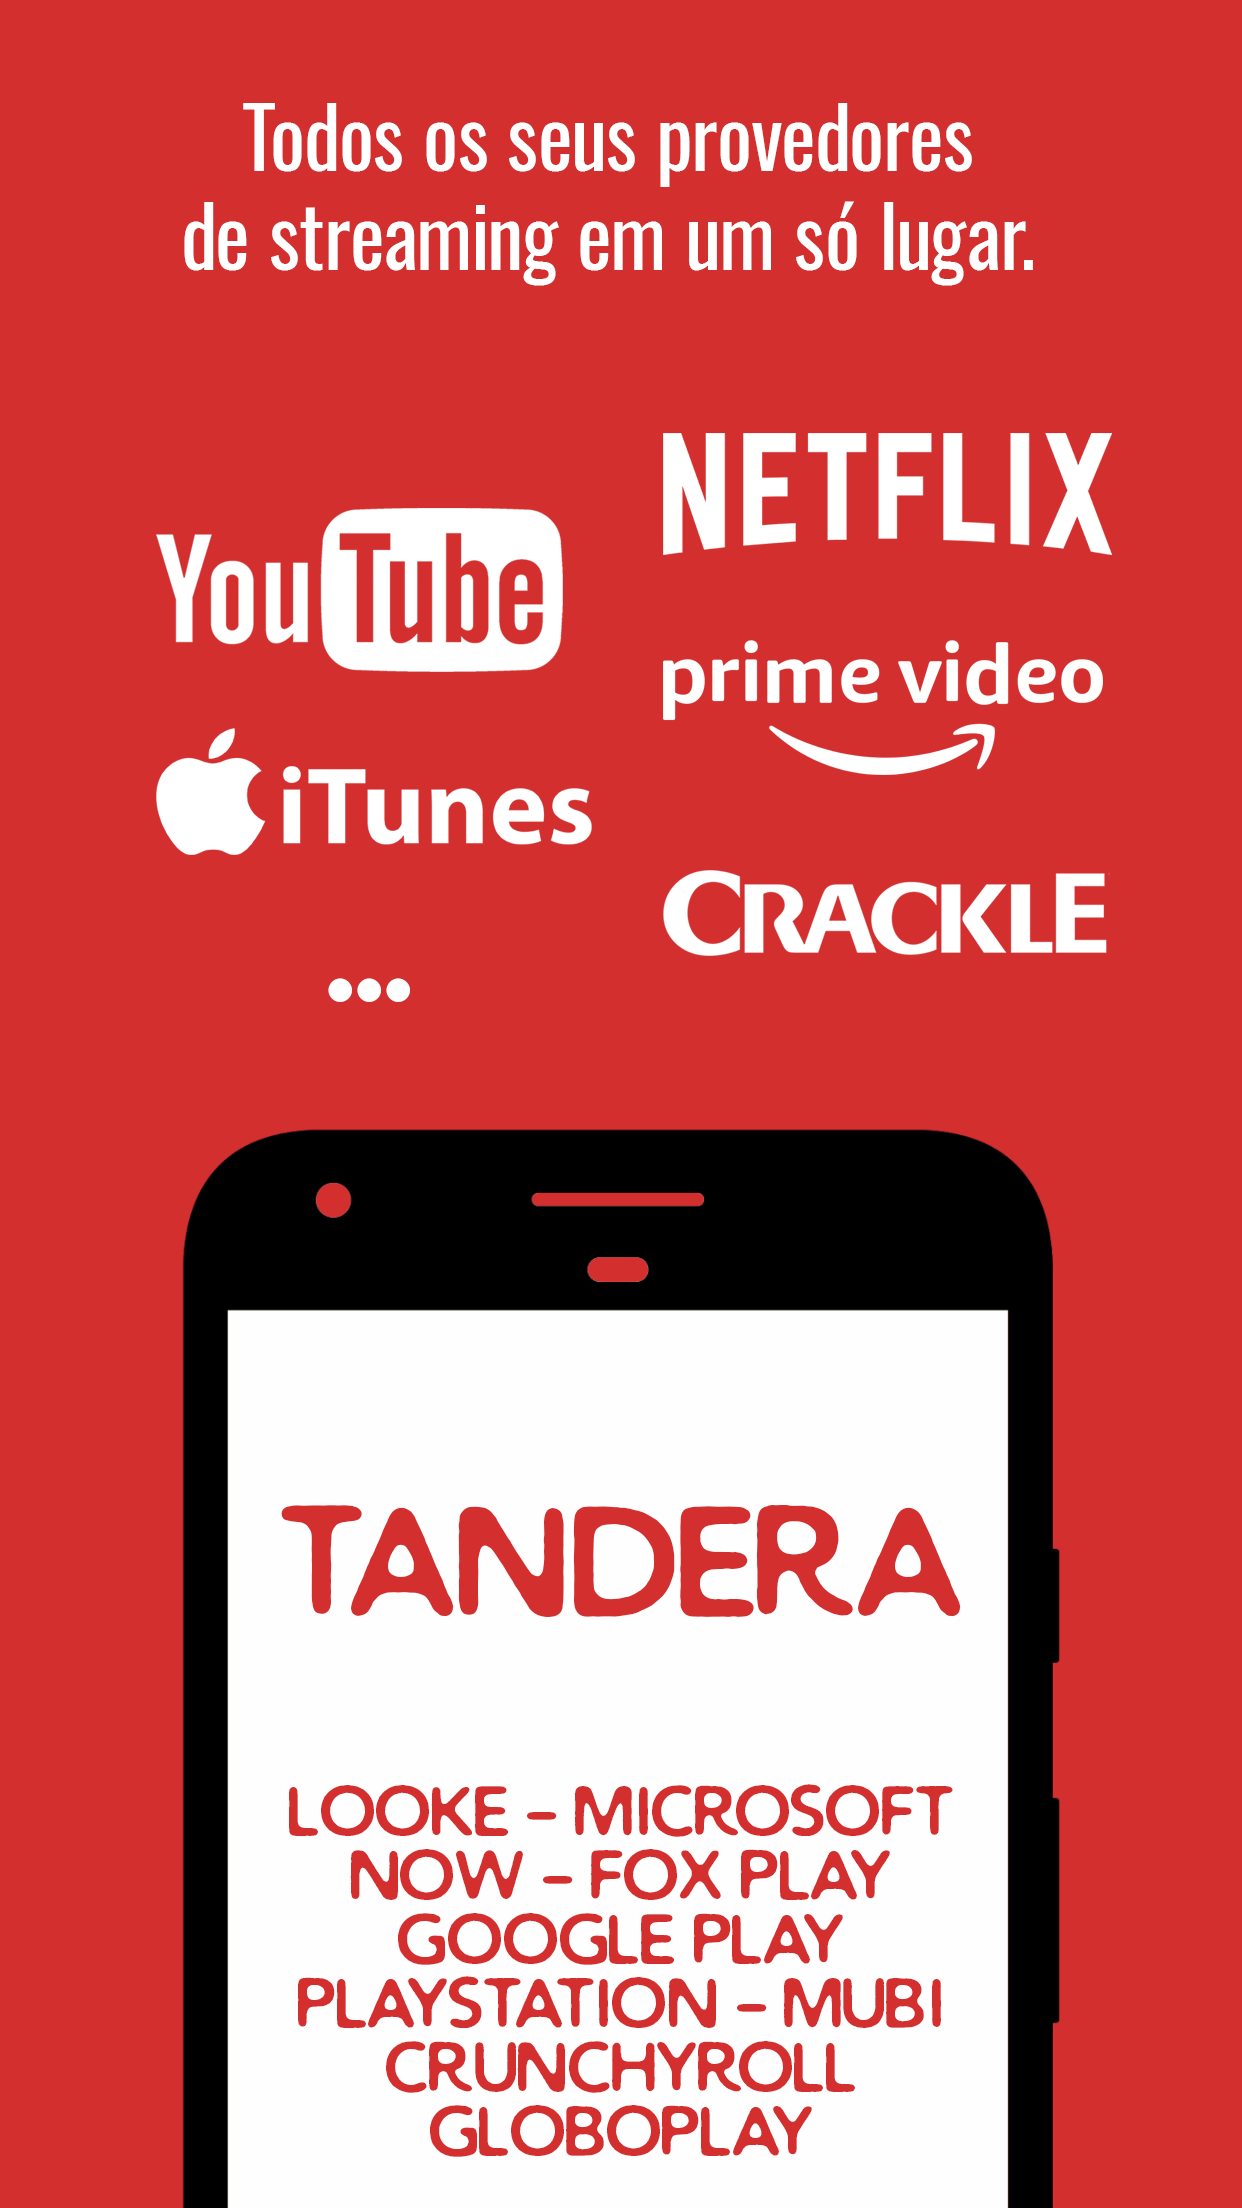 Todos os seus provedores
de streaming em um só lugar.
YouTube
iTunes
NETFLIX
prime video
CRACKLE
TANDERA
LOOKE - MICROSOFT
NOW - FOX PLAY
GOOGLE PLAY
PLAYSTATION - MUBI
CRUNCHYROLL
GLOBOPLAY